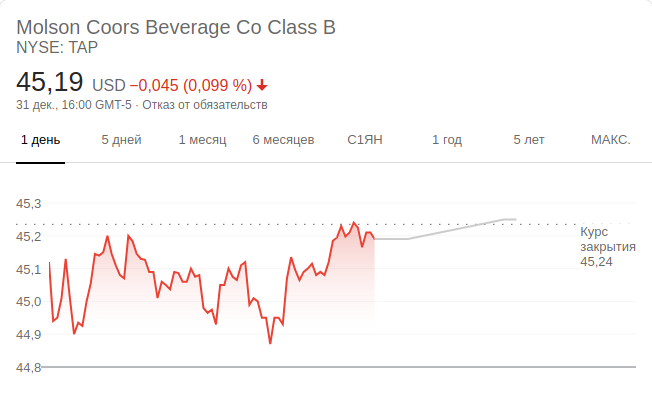 Molson Coors Beverage Co Class B
NYSE: TAP
45,19 USD −0,045 (0,099 %)
31 дек., 16:00 GMT-5 · Отказ от обязательств
1 день 5 дней 1 месяц 6 месяцев С1ЯН 1 год 5 лет МАКС.
45,3
45,2
45,1
45,0
44,9
44,8
Курс
закрытия
45,24